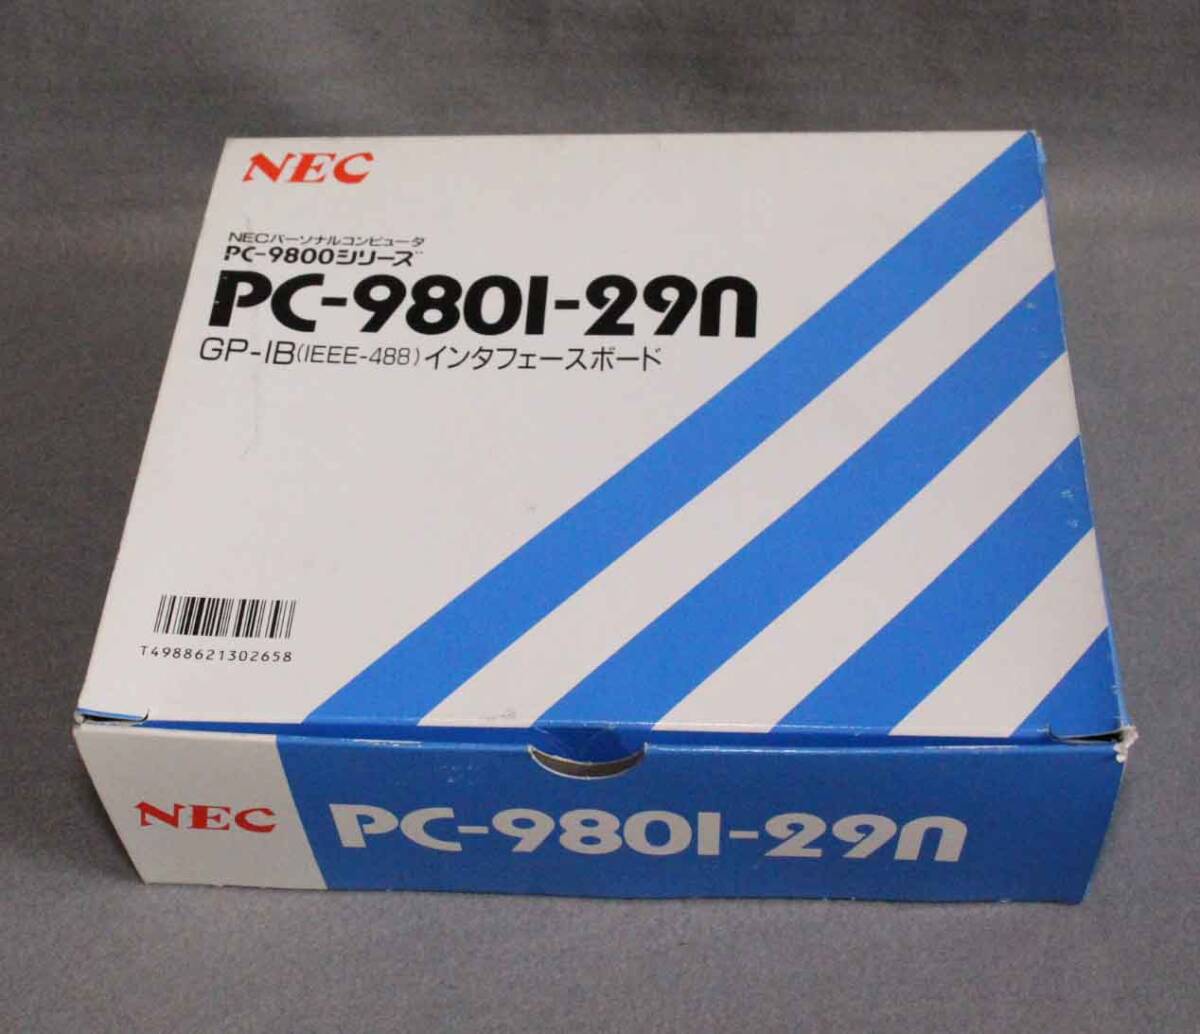 NEC
NECパーソナルコンピュータ
PC-9800シリーズ
PC-9801-29n
GP-IB(IEEE-488)インタフェースボード
T4988621302658
NEC
PC-9801-29n